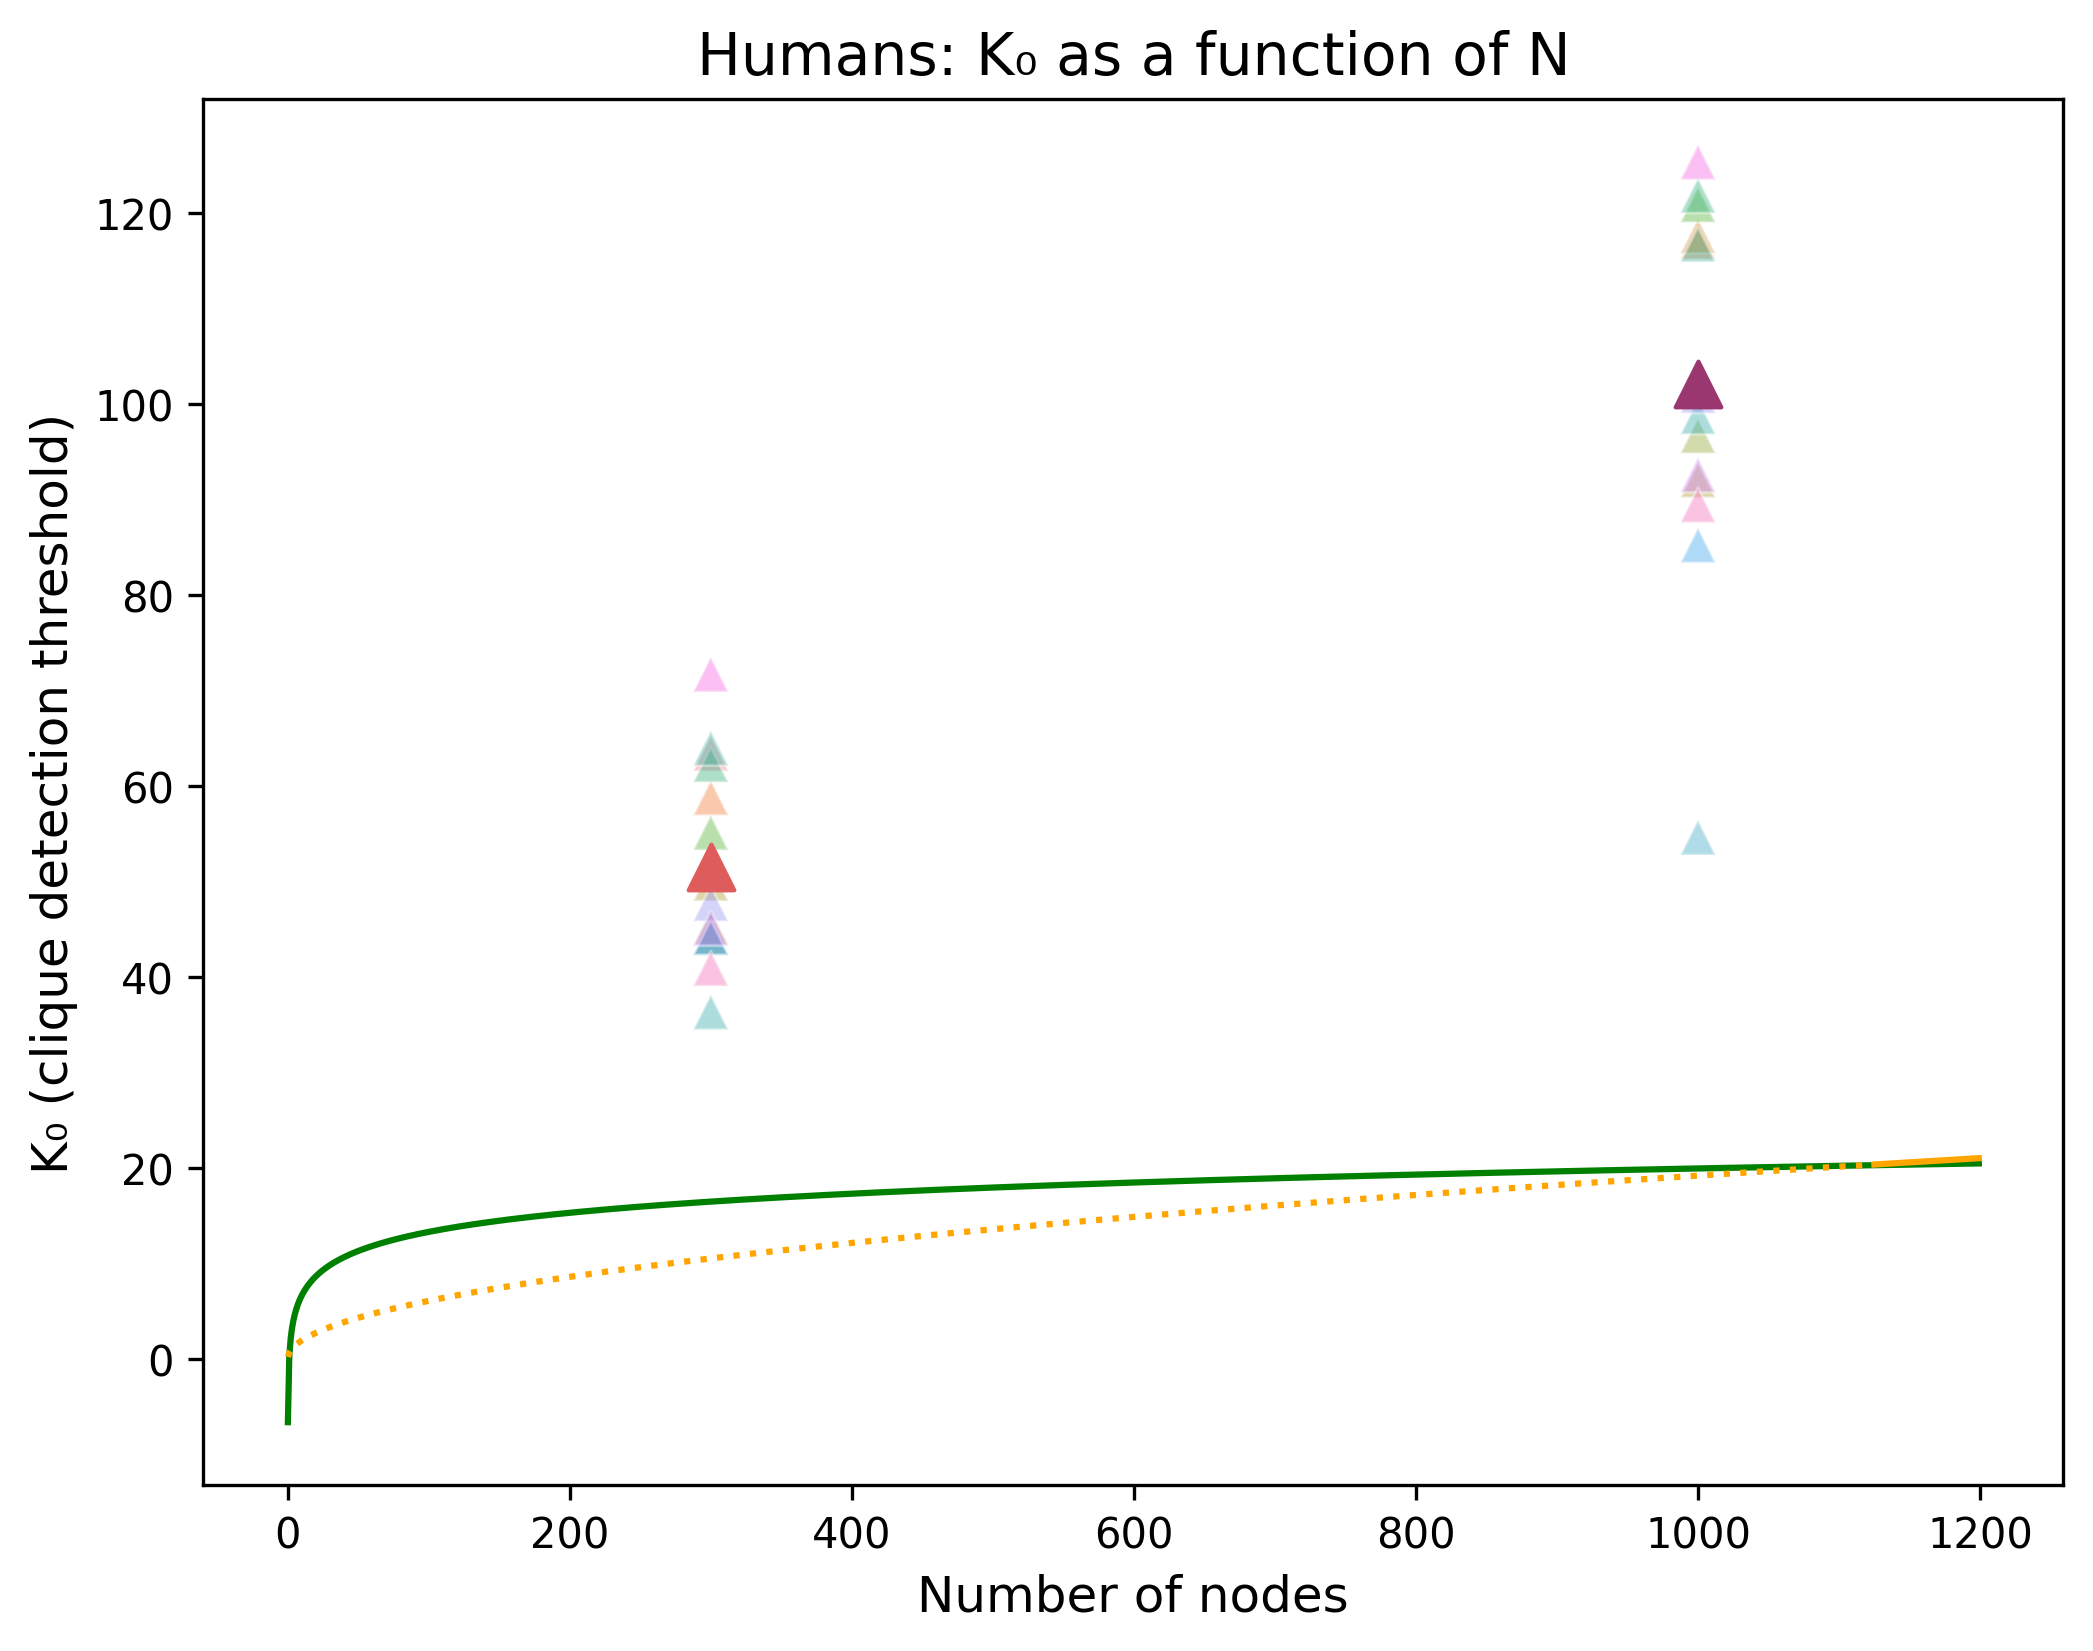 Humans: K₀ as a function of N
K₀ (clique detection threshold)
120
100
80
60
40
20
0
0 200 400 600 800 1000 1200
Number of nodes